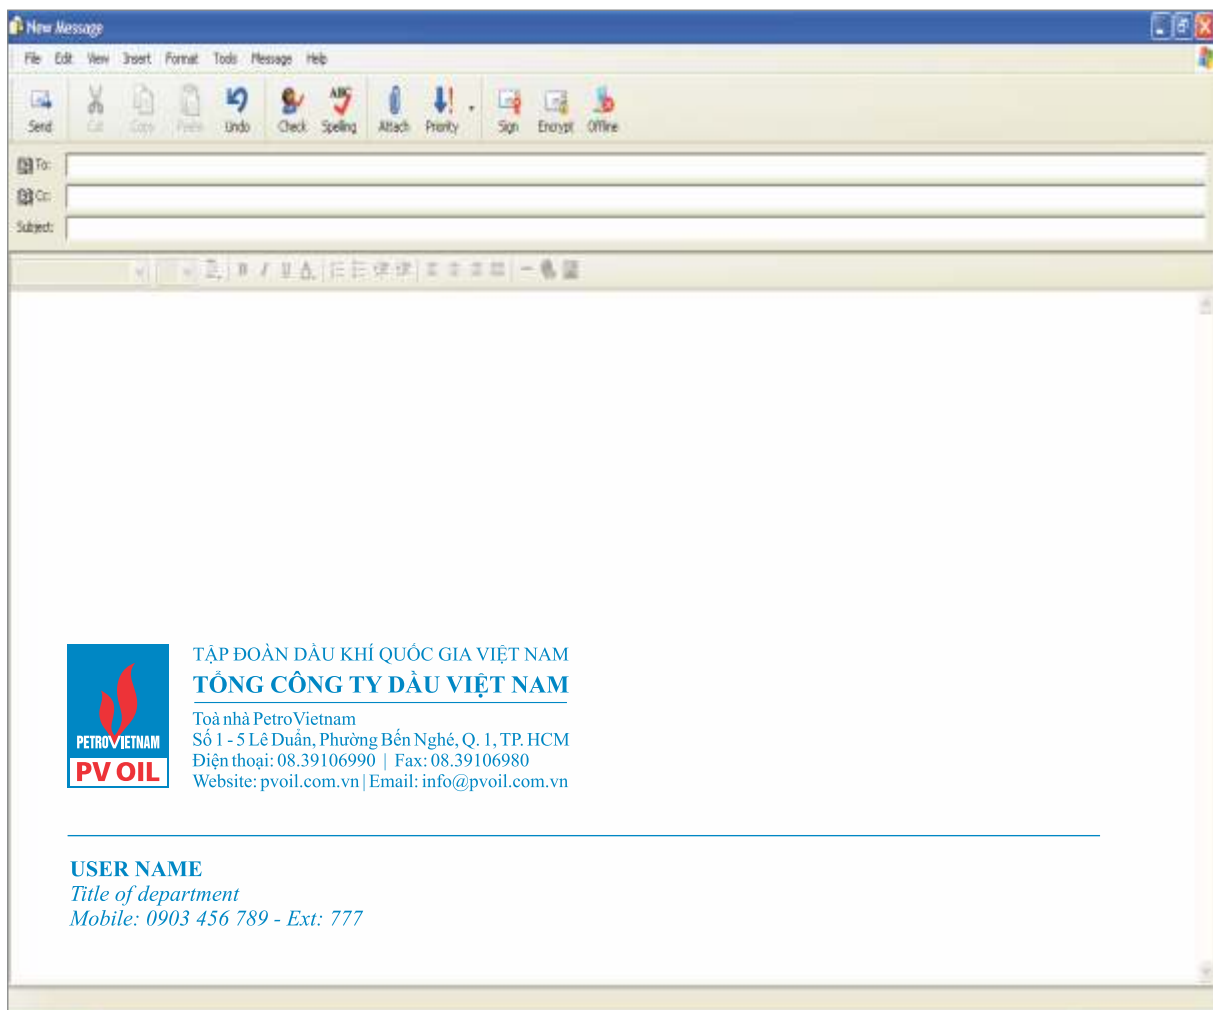 New Message
File Edit View Insert Format Tools Message Help
Send Cut Copy Paste Undo Check Spelling Attach Priority Sign Encrypt Offline
To:
Cc:
Subject:
TẬP ĐOÀN DẦU KHÍ QUỐC GIA VIỆT NAM
TỔNG CÔNG TY DẦU VIỆT NAM
Toà nhà PetroVietnam
Số 1 - 5 Lê Duẩn, Phường Bến Nghé, Q. 1, TP. HCM
Điện thoại: 08.39106990 | Fax: 08.39106980
Website: pvoil.com.vn | Email: info@pvoil.com.vn
PETROVIETNAM
PV OIL
USER NAME
Title of department
Mobile: 0903 456 789 - Ext: 777